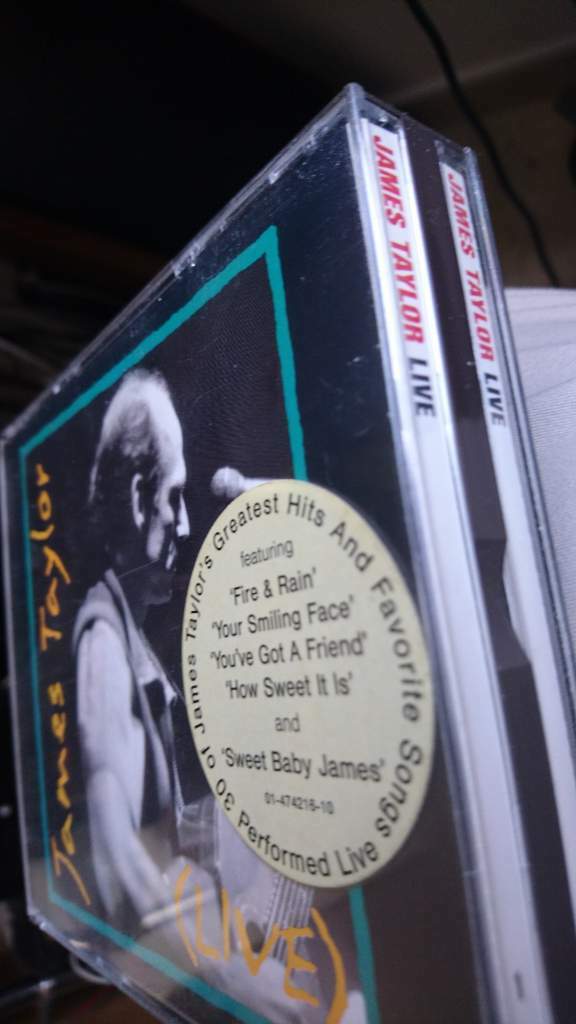 JAMES TAYLOR LIVE
JAMES TAYLOR LIVE
James Taylor
(LIVE)
30 of James Taylor's Greatest Hits And Favorite Songs Performed Live
featuring
'Fire & Rain'
'Your Smiling Face'
'You've Got A Friend'
'How Sweet It Is'
and
'Sweet Baby James'
01-474216-10